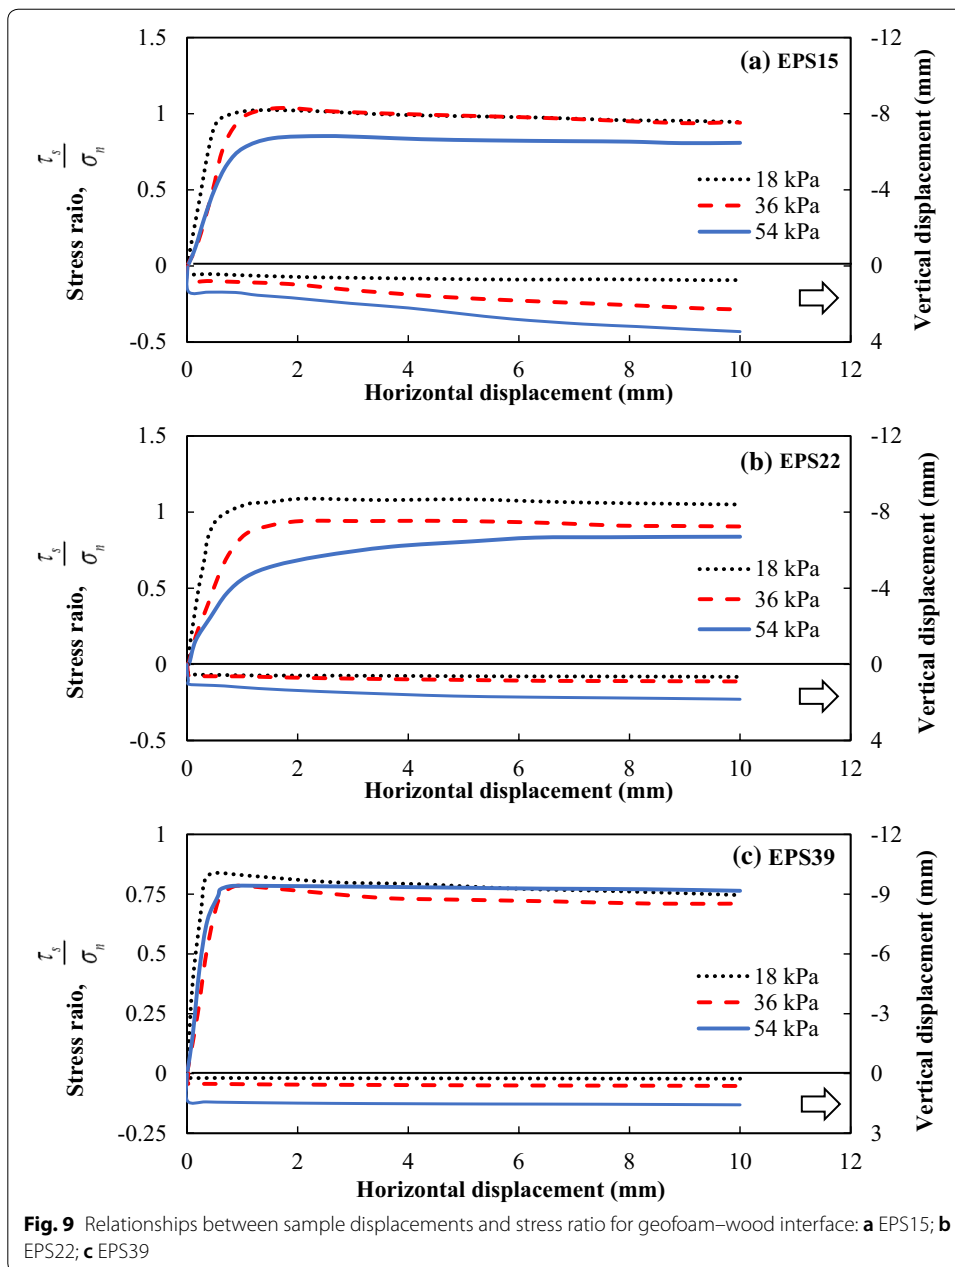 1.5
-12
(a) EPS15
1
-8
0.5
-4
18 kPa
36 kPa
54 kPa
0
0
-0.5
4
0 2 4 6 8 10 12
Stress raio, τs/σn
Vertical displacement (mm)
Horizontal displacement (mm)
1.5
-12
(b) EPS22
1
-8
0.5
-4
18 kPa
36 kPa
54 kPa
0
0
-0.5
4
0 2 4 6 8 10 12
Stress raio, τs/σn
Vertical displacement (mm)
Horizontal displacement (mm)
1
-12
(c) EPS39
0.75
-9
0.5
-6
18 kPa
36 kPa
54 kPa
0.25
-3
0
0
-0.25
3
0 2 4 6 8 10 12
Stress raio, τs/σn
Vertical displacement (mm)
Horizontal displacement (mm)
Fig. 9 Relationships between sample displacements and stress ratio for geofoam–wood interface: a EPS15; b
EPS22; c EPS39